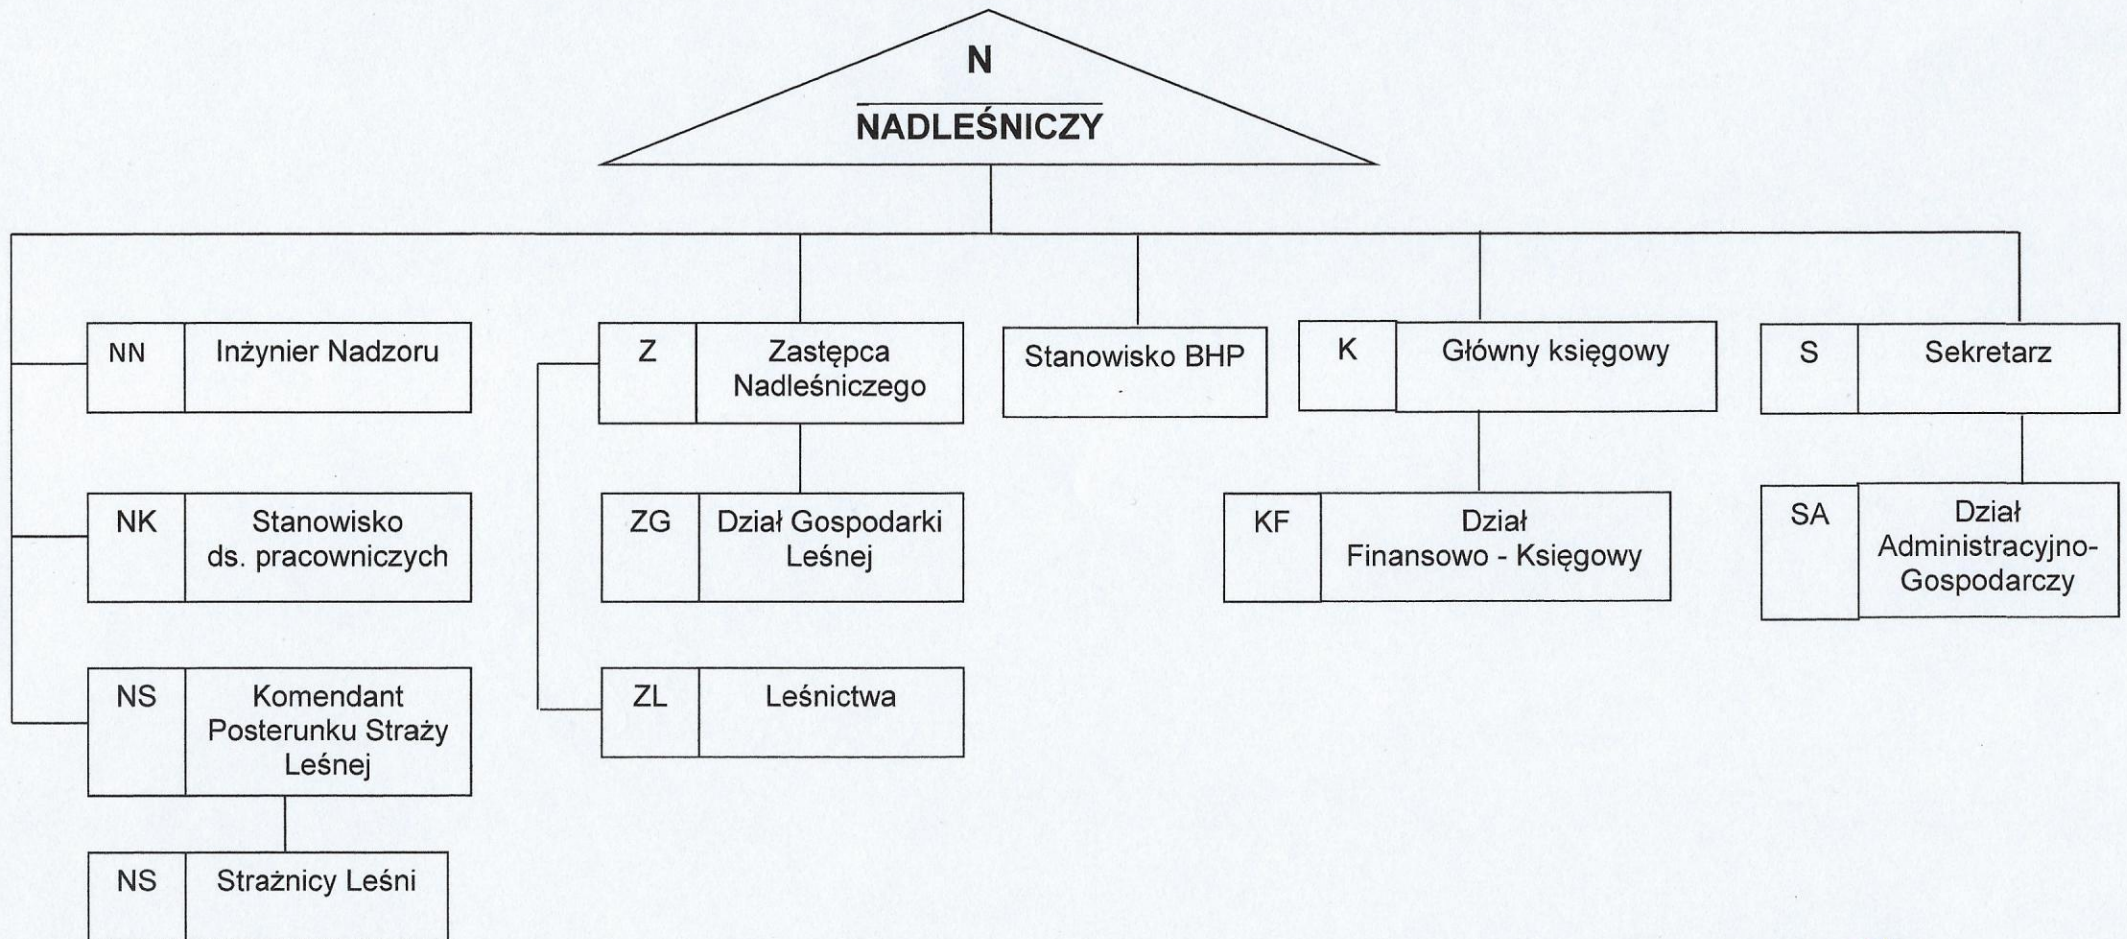 N
NADLEŚNICZY
NN Inżynier Nadzoru
NK Stanowisko
ds. pracowniczych
NS Komendant
Posterunku Straży
Leśnej
NS Strażnicy Leśni
Z Zastępca
Nadleśniczego
ZG Dział Gospodarki
Leśnej
ZL Leśnictwa
Stanowisko BHP
K Główny księgowy
KF Dział
Finansowo - Księgowy
S Sekretarz
SA Dział
Administracyjno-
Gospodarczy